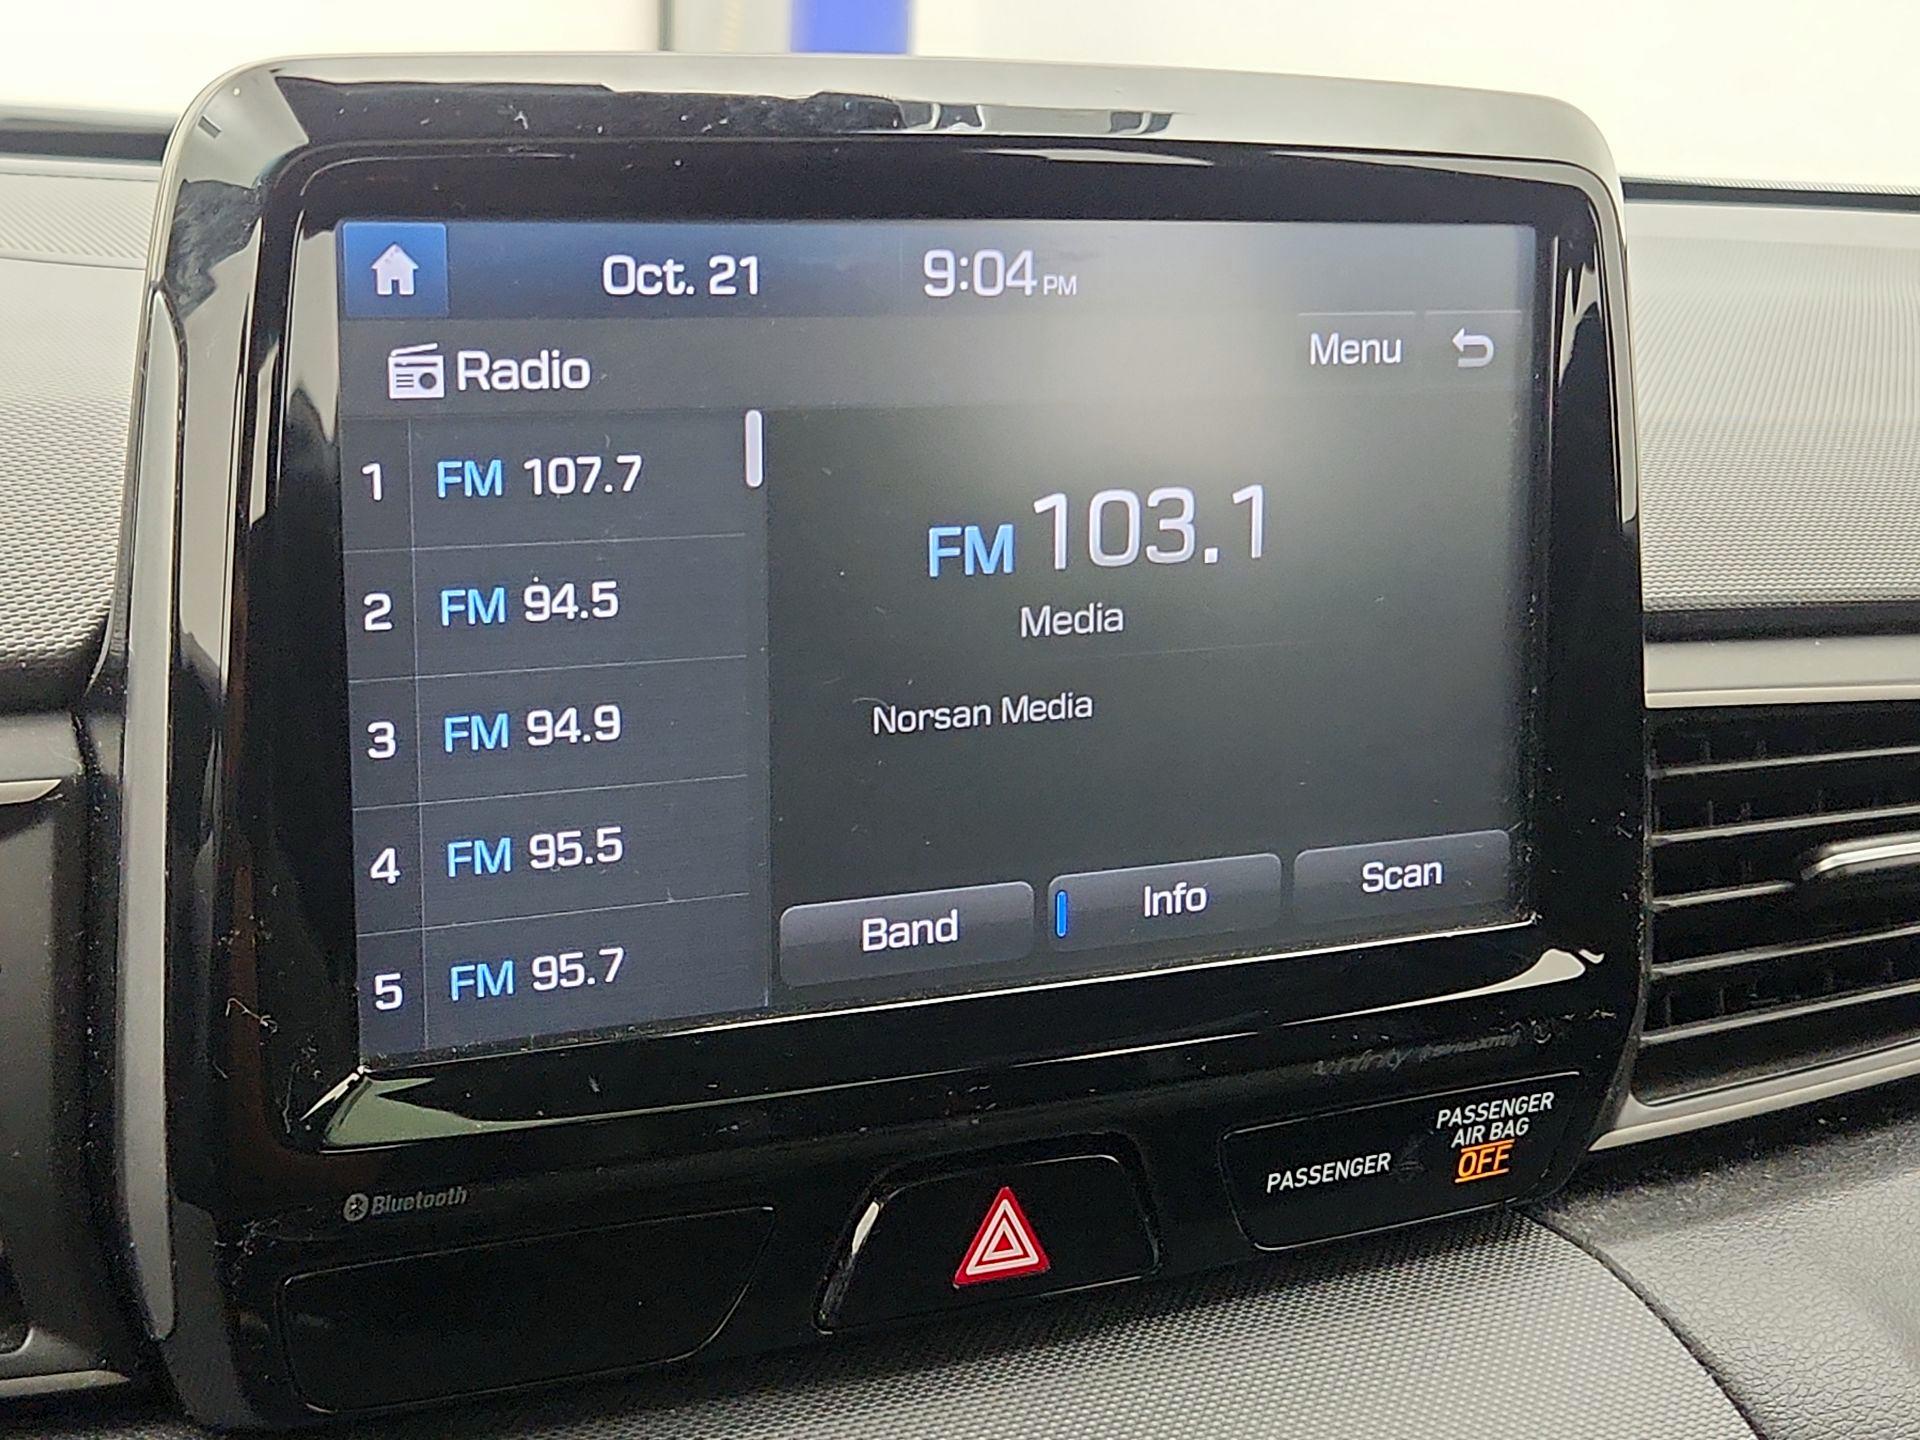 Oct. 21
9:04 PM
Radio
Menu
1 FM 107.7
2 FM 94.5
3 FM 94.9
4 FM 95.5
5 FM 95.7
FM 103.1
Media
Norsan Media
Band
Info
Scan
Bluetooth
PASSENGER
PASSENGER
AIR BAG
OFF